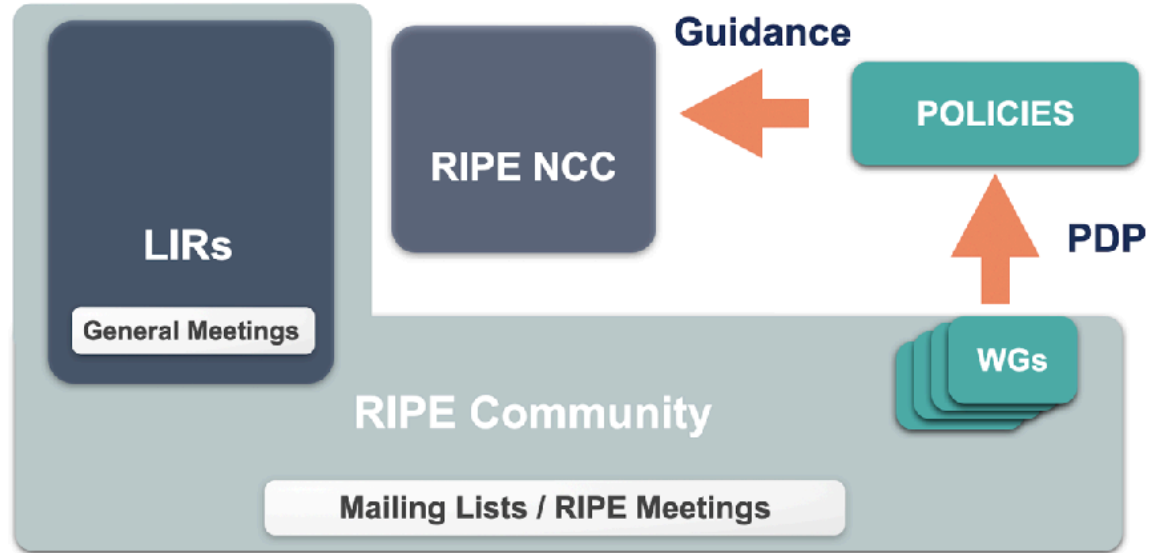 Guidance
POLICIES
RIPE NCC
LIRs
PDP
General Meetings
WGs
RIPE Community
Mailing Lists / RIPE Meetings